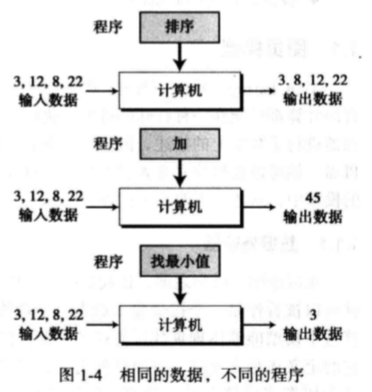 程序 排序
3, 12, 8, 22 计算机 3. 8, 12, 22
输入数据 输出数据
程序 加
3, 12, 8, 22 计算机 45
输入数据 输出数据
程序 找最小值
3, 12, 8, 22 计算机 3
输入数据 输出数据
图 1-4 相同的数据，不同的程序